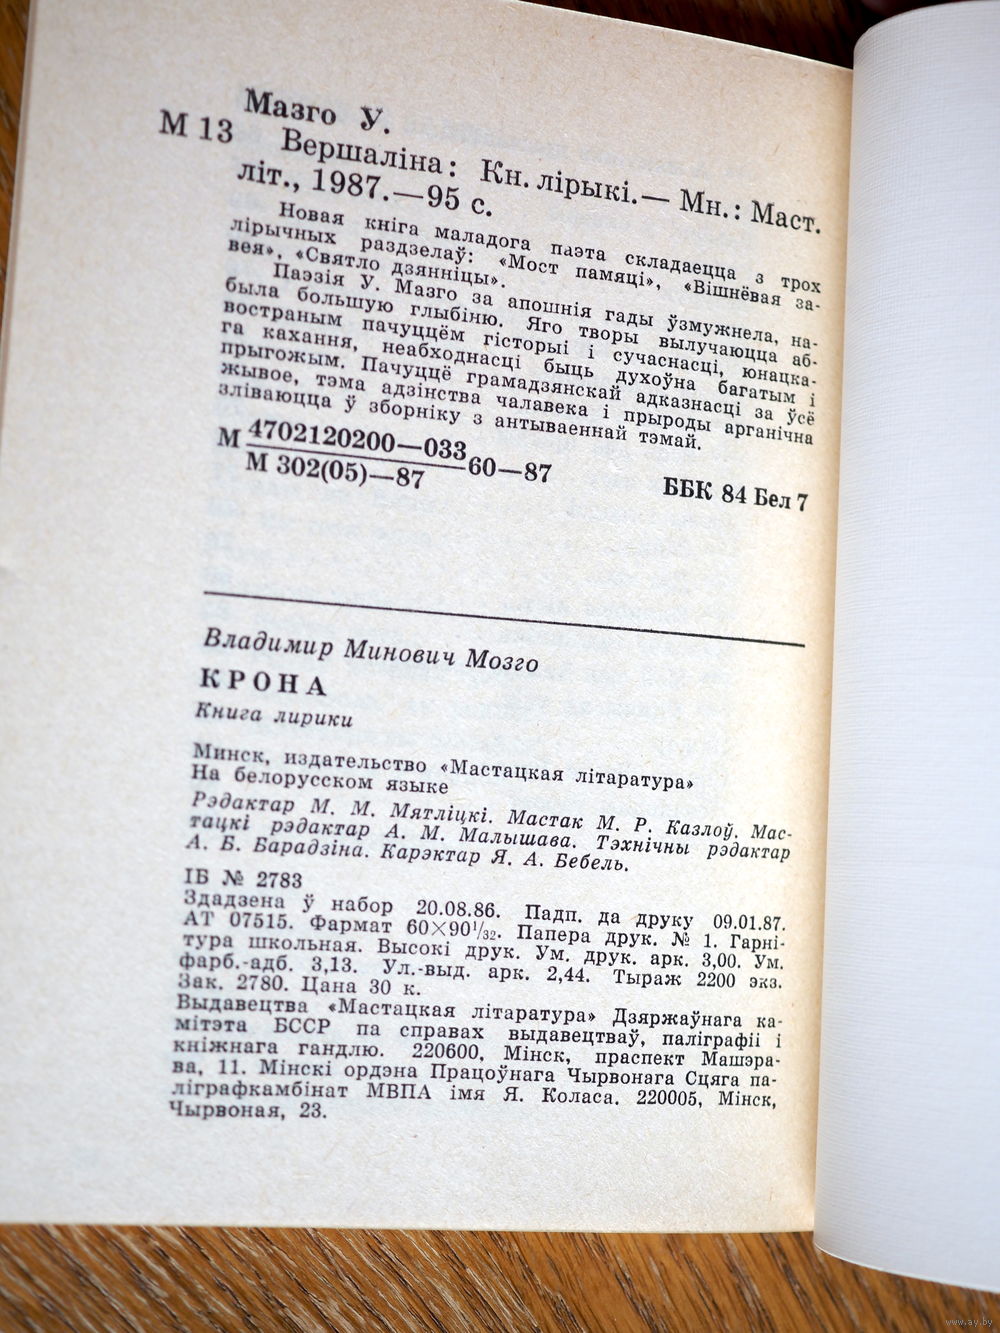 Мазго У.
М 13 Вершаліна: Кн. лірыкі.— Мн.: Маст.
літ., 1987.—95 с.
Новая кніга маладога паэта складаецца з трох
лірычных раздзелаў: «Мост памяці», «Вішнёвая за-
вея», «Святло дзянніцы».
Паэзія У. Мазго за апошнія гады ўзмужнела, на-
была большую глыбіню. Яго творы вылучаюцца аб-
востраным пачуццём гісторыі і сучаснасці, юнацка-
га кахання, неабходнасці быць духоўна багатым і
прыгожым. Пачуццё грамадзянскай адказнасці за ўсё
жывое, тэма адзінства чалавека і прыроды арганічна
зліваюцца ў зборніку з антываеннай тэмай.
М 4702120200—033 60—87
М 302(05)—87
ББК 84 Бел 7
Владимир Минович Мозго
КРОНА
Книга лирики
Минск, издательство «Мастацкая літаратура»
На белорусском языке
Рэдактар М. М. Мятліцкі. Мастак М. Р. Казлоў. Мас-
тацкі рэдактар А. М. Малышава. Тэхнічны рэдактар
А. Б. Барадзіна. Карэктар Я. А. Бебель.
ІБ № 2783
Здадзена ў набор 20.08.86. Падп. да друку 09.01.87.
АТ 07515. Фармат 60×90¹/₃₂. Папера друк. № 1. Гарні-
тура школьная. Высокі друк. Ум. друк. арк. 3,00. Ум.
фарб.-адб. 3,13. Ул.-выд. арк. 2,44. Тыраж 2200 экз.
Зак. 2780. Цана 30 к.
Выдавецтва «Мастацкая літаратура» Дзяржаўнага ка-
мітэта БССР па справах выдавецтваў, паліграфіі і
кніжнага гандлю. 220600, Мінск, праспект Машэра-
ва, 11. Мінскі ордэна Працоўнага Чырвонага Сцяга па-
ліграфкамбінат МВПА імя Я. Коласа. 220005, Мінск,
Чырвоная, 23.
www.ay.by